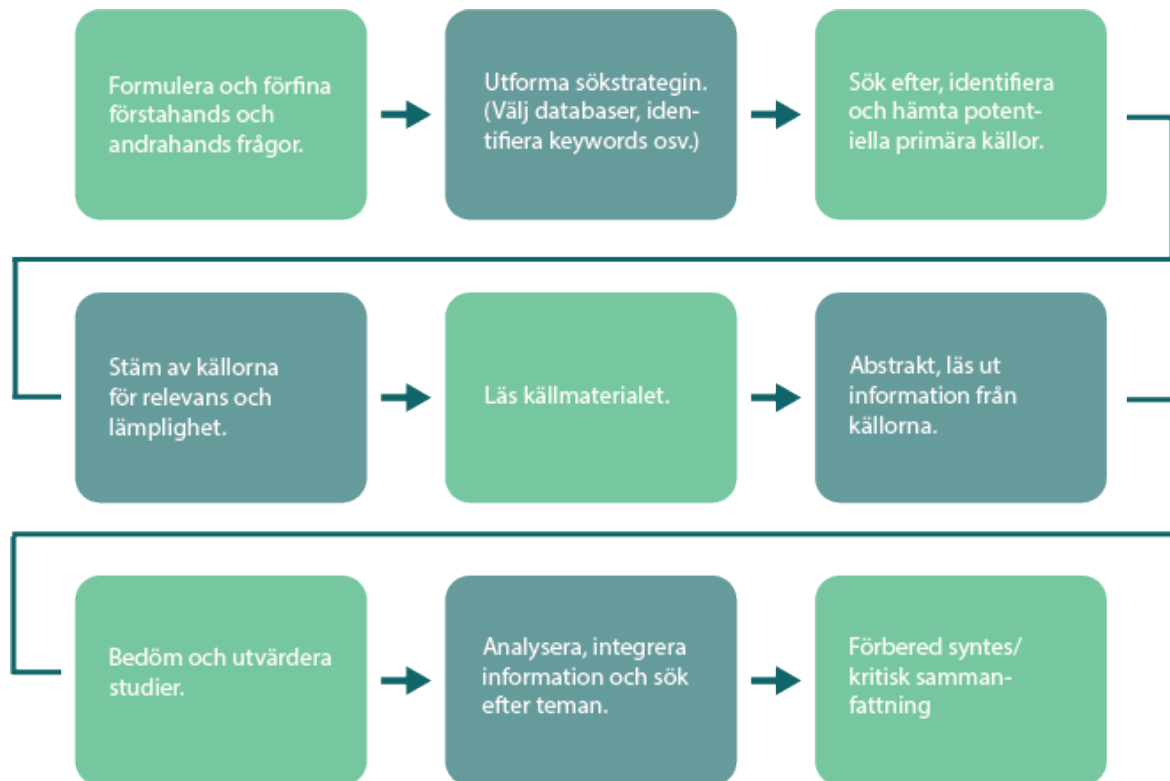 Formulera och förfina
förstahands och
andrahands frågor.
Utforma sökstrategin.
(Välj databaser, iden-
tifiera keywords osv.)
Sök efter, identifiera
och hämta potent-
iella primära källor.
Stäm av källorna
för relevans och
lämplighet.
Läs källmaterialet.
Abstrakt, läs ut
information från
källorna.
Bedöm och utvärdera
studier.
Analysera, integrera
information och sök
efter teman.
Förbered syntes/
kritisk samman-
fattning